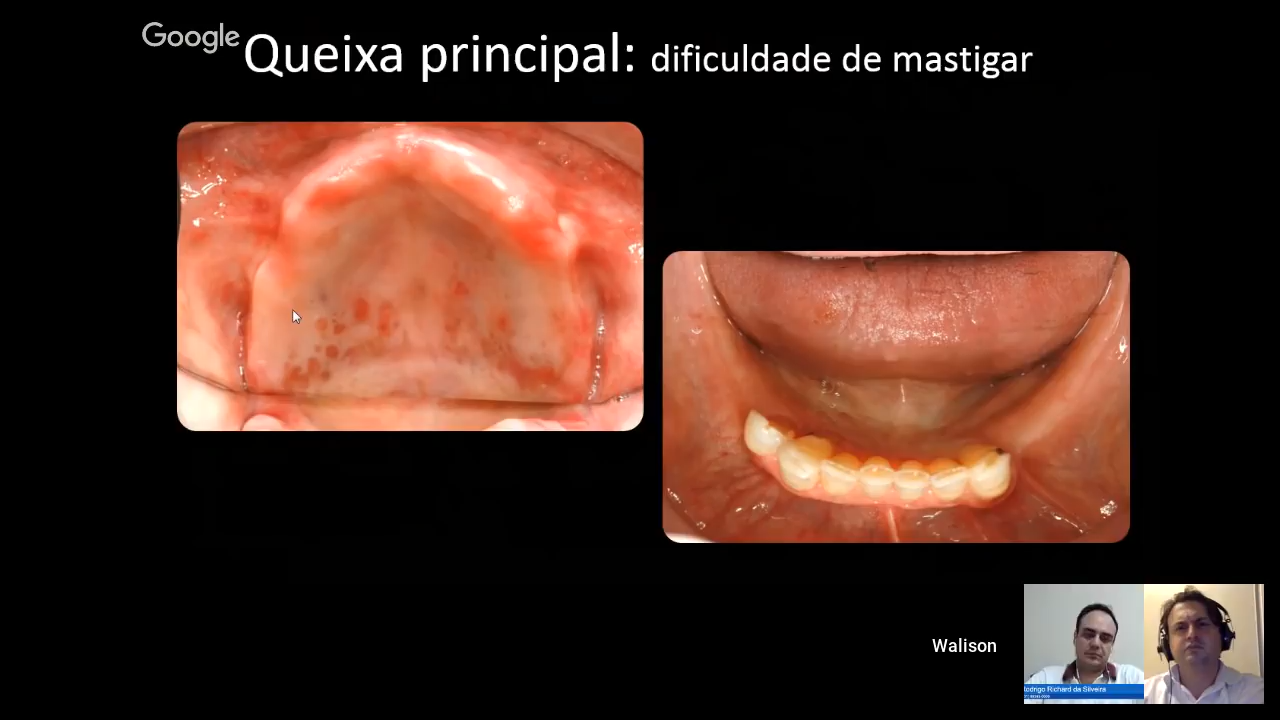 Google
Queixa principal: dificuldade de mastigar
Walison
Rodrigo Richard da Silveira